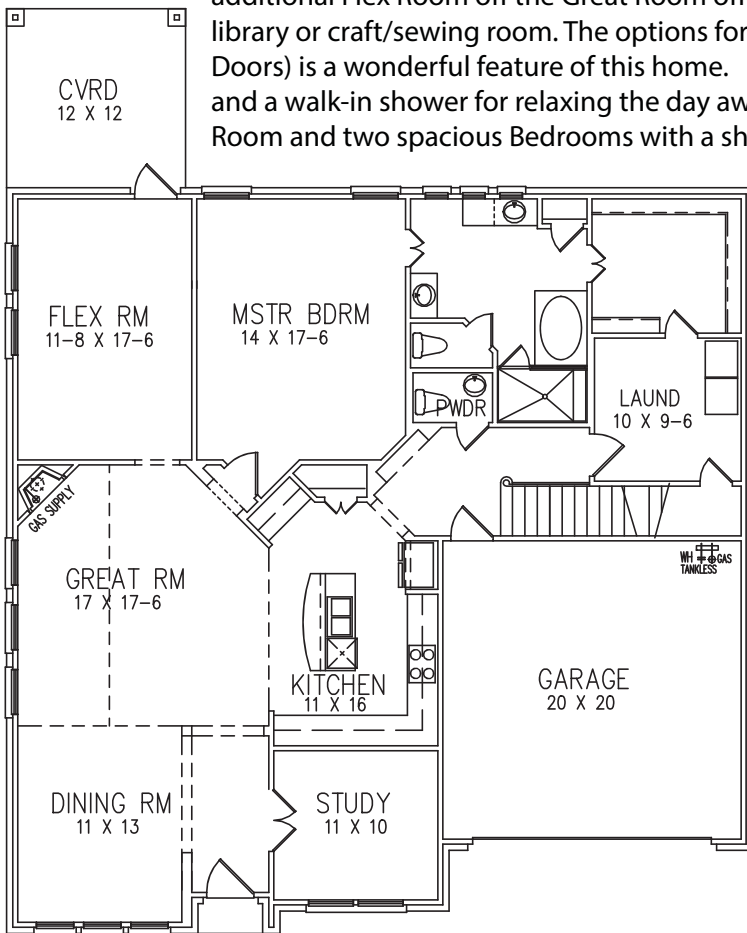 additional Flex Room off the Great Room off
library or craft/sewing room. The options for
Doors) is a wonderful feature of this home.
and a walk-in shower for relaxing the day aw
Room and two spacious Bedrooms with a sh
CVRD
12 X 12
FLEX RM
11-8 X 17-6
MSTR BDRM
14 X 17-6
PWDR
LAUND
10 X 9-6
GAS SUPPLY
GREAT RM
17 X 17-6
WH GAS
TANKLESS
KITCHEN
11 X 16
GARAGE
20 X 20
DINING RM
11 X 13
STUDY
11 X 10